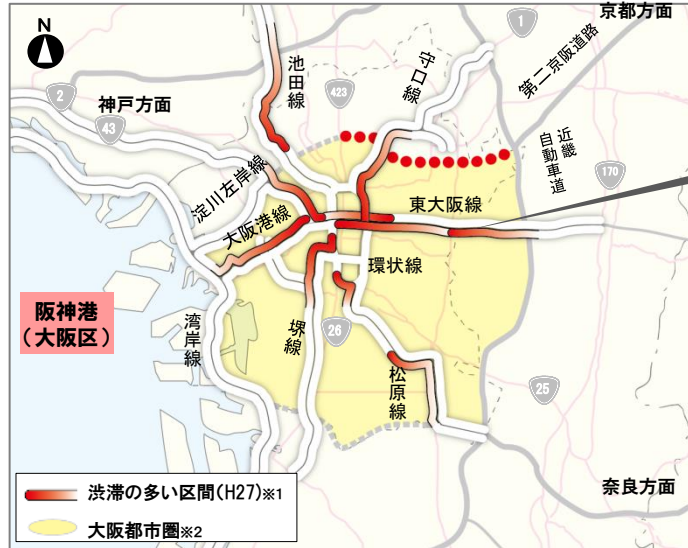 京都方面
N
1
池田線
守口線
第二京阪道路
423
2
神戸方面
43
近畿
自動車道
170
淀川左岸線
東大阪線
大阪港線
環状線
阪神港
(大阪区)
湾岸線
堺線
26
松原線
25
奈良方面
渋滞の多い区間(H27)※1
大阪都市圏※2